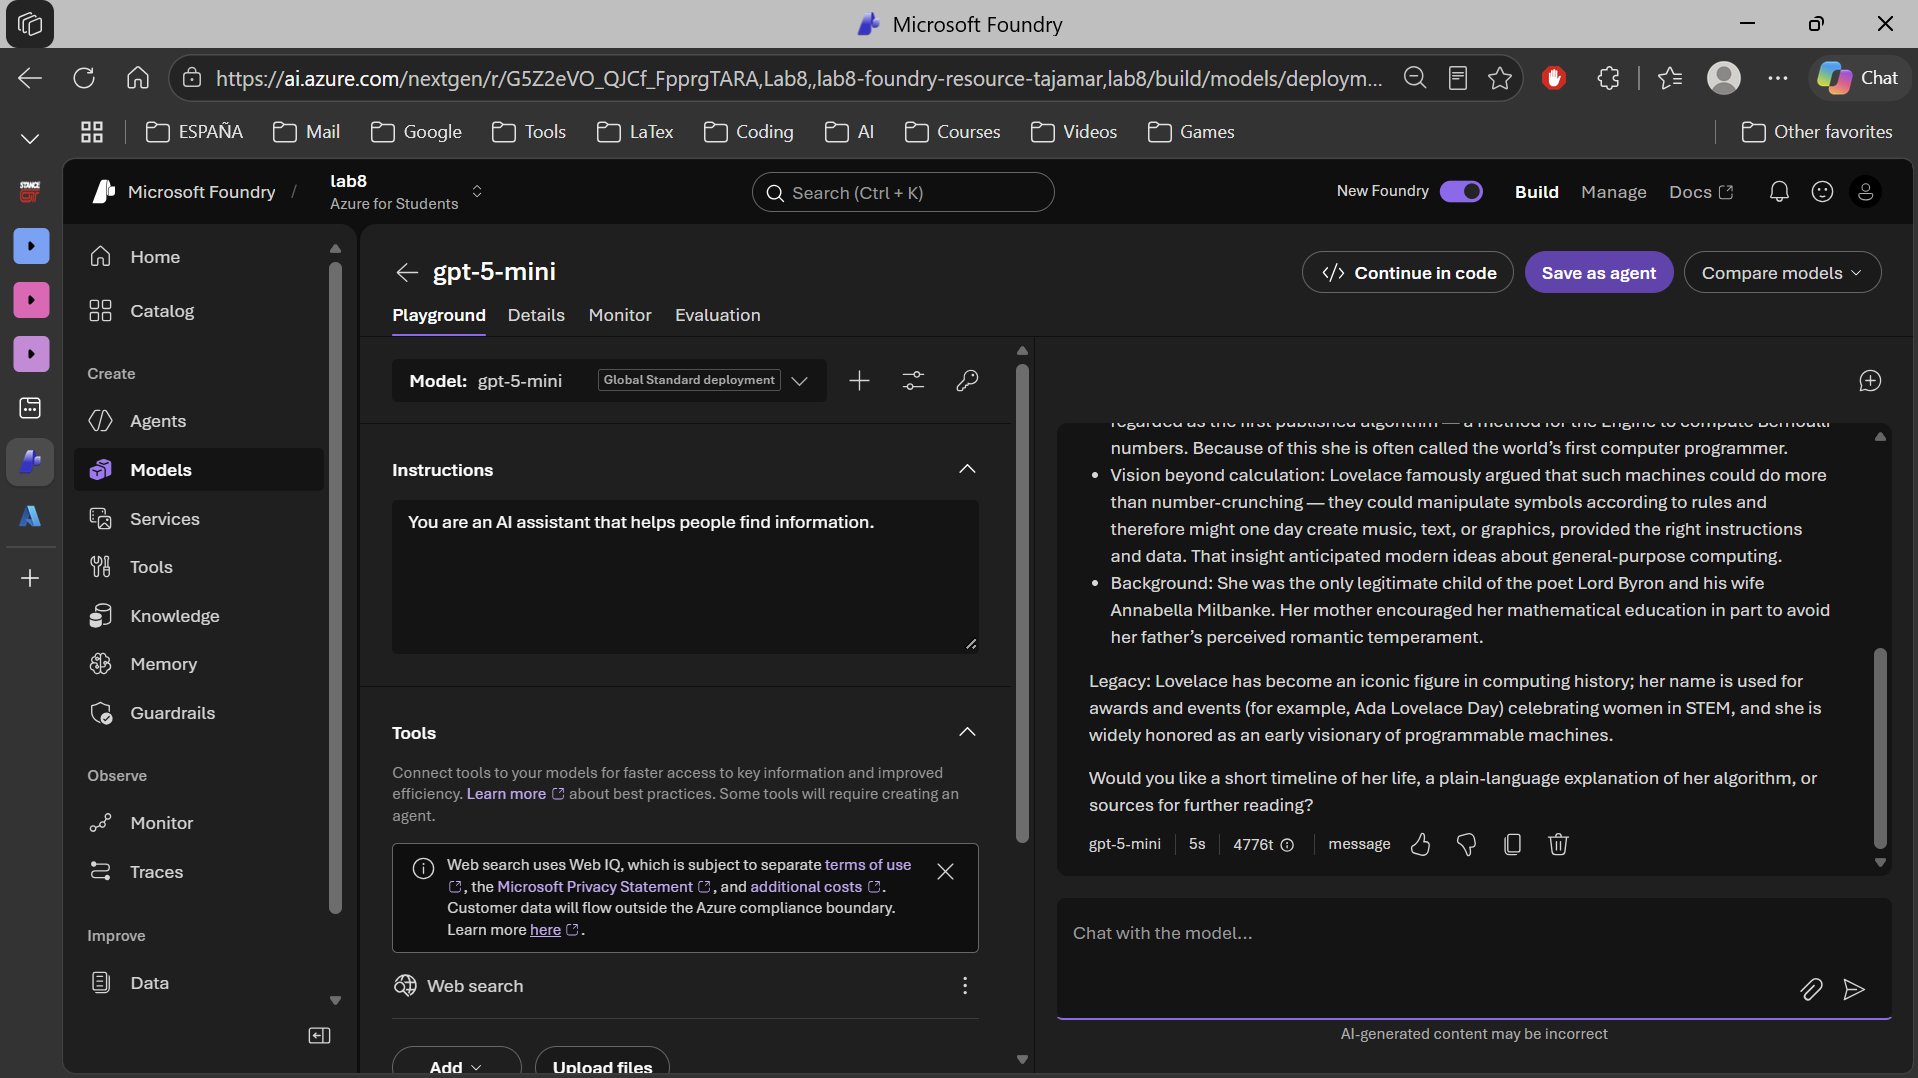 Microsoft Foundry
https://ai.azure.com/nextgen/r/G5Z2eVO_QJCf_FpprgTARA,Lab8,,lab8-foundry-resource-tajamar,lab8/build/models/deploym...
Chat
ESPAÑA
Mail
Google
Tools
LaTex
Coding
AI
Courses
Videos
Games
Other favorites
STANCE
Microsoft Foundry / lab8
Azure for Students
Search (Ctrl + K)
New Foundry
Build
Manage
Docs
Home
Catalog
Create
Agents
Models
Services
Tools
Knowledge
Memory
Guardrails
Observe
Monitor
Traces
Improve
Data
gpt-5-mini
Continue in code
Save as agent
Compare models
Playground
Details
Monitor
Evaluation
Model: gpt-5-mini
Global Standard deployment
Instructions
You are an AI assistant that helps people find information.
Tools
Connect tools to your models for faster access to key information and improved
efficiency. Learn more about best practices. Some tools will require creating an
agent.
Web search uses Web IQ, which is subject to separate terms of use
, the Microsoft Privacy Statement , and additional costs .
Customer data will flow outside the Azure compliance boundary.
Learn more here .
Web search
Add
Upload files
regarded as the first published algorithm — a method for the Engine to compute Bernoulli
numbers. Because of this she is often called the world’s first computer programmer.
• Vision beyond calculation: Lovelace famously argued that such machines could do more
than number-crunching — they could manipulate symbols according to rules and
therefore might one day create music, text, or graphics, provided the right instructions
and data. That insight anticipated modern ideas about general-purpose computing.
• Background: She was the only legitimate child of the poet Lord Byron and his wife
Annabella Milbanke. Her mother encouraged her mathematical education in part to avoid
her father’s perceived romantic temperament.
Legacy: Lovelace has become an iconic figure in computing history; her name is used for
awards and events (for example, Ada Lovelace Day) celebrating women in STEM, and she is
widely honored as an early visionary of programmable machines.
Would you like a short timeline of her life, a plain-language explanation of her algorithm, or
sources for further reading?
gpt-5-mini
5s
4776t
message
Chat with the model...
AI-generated content may be incorrect